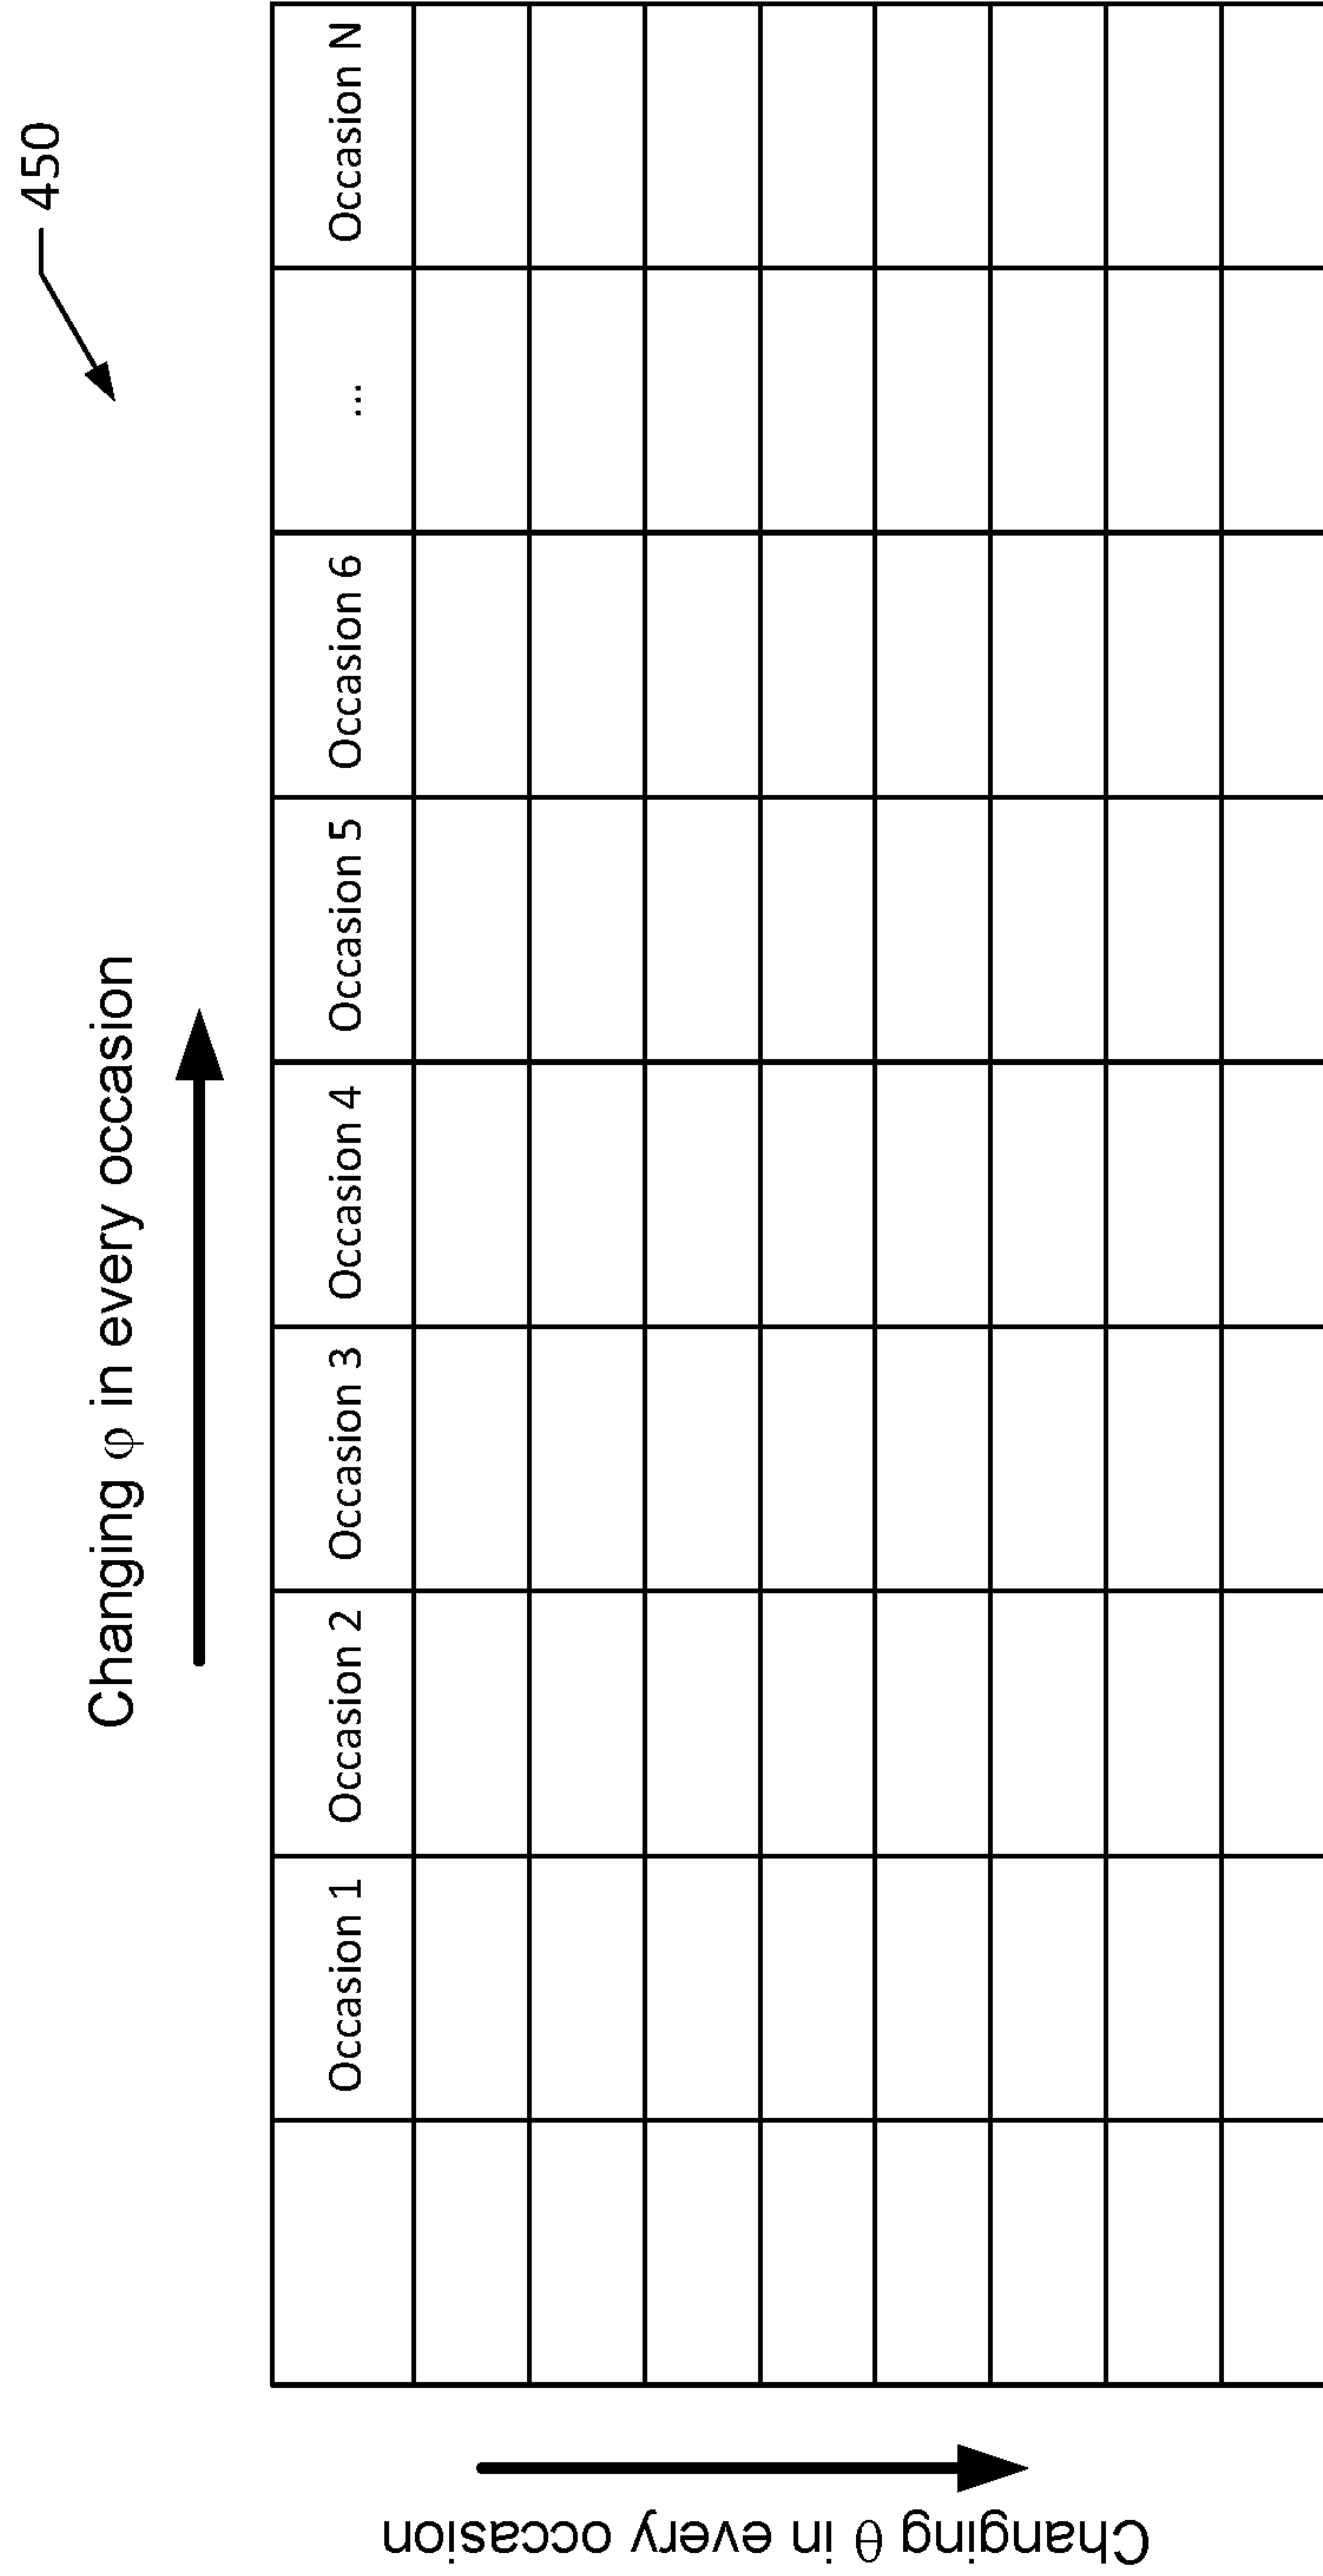 450
Changing φ in every occasion
Occasion 1
Occasion 2
Occasion 3
Occasion 4
Occasion 5
Occasion 6
...
Occasion N
Changing θ in every occasion